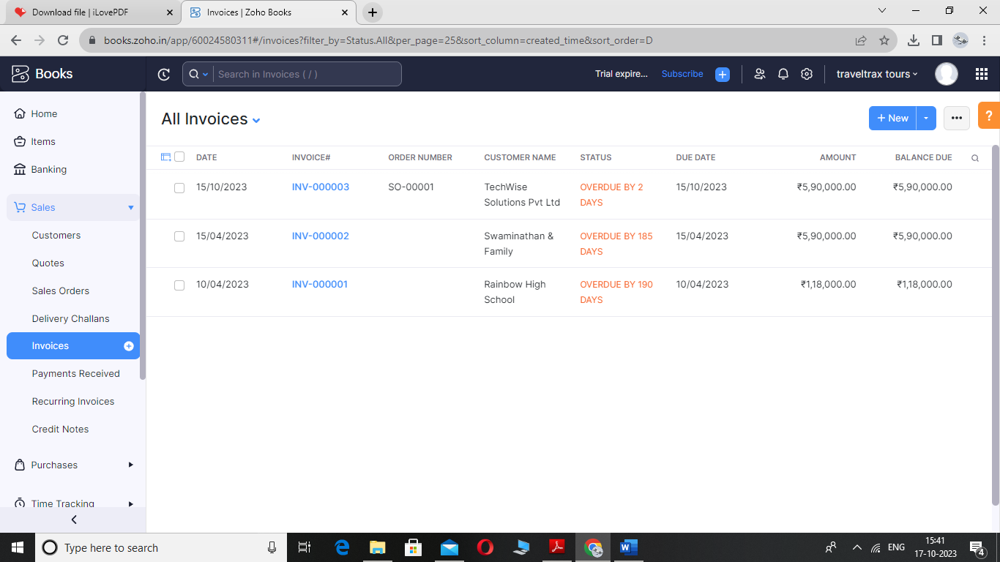 Download file | iLovePDF
Invoices | Zoho Books
books.zoho.in/app/60024580311#/invoices?filter_by=Status.All&per_page=25&sort_column=created_time&sort_order=D
Books
Search in Invoices ( / )
Trial expire...
Subscribe
traveltrax tours
Home
Items
Banking
Sales
Customers
Quotes
Sales Orders
Delivery Challans
Invoices
Payments Received
Recurring Invoices
Credit Notes
Purchases
Time Tracking
All Invoices
+ New
?
DATE INVOICE# ORDER NUMBER CUSTOMER NAME STATUS DUE DATE AMOUNT BALANCE DUE
15/10/2023 INV-000003 SO-00001 TechWise OVERDUE BY 2 15/10/2023 ₹5,90,000.00 ₹5,90,000.00
Solutions Pvt Ltd DAYS
15/04/2023 INV-000002 Swaminathan & OVERDUE BY 185 15/04/2023 ₹5,90,000.00 ₹5,90,000.00
Family DAYS
10/04/2023 INV-000001 Rainbow High OVERDUE BY 190 10/04/2023 ₹1,18,000.00 ₹1,18,000.00
School DAYS
Type here to search
ENG
15:41
17-10-2023
4